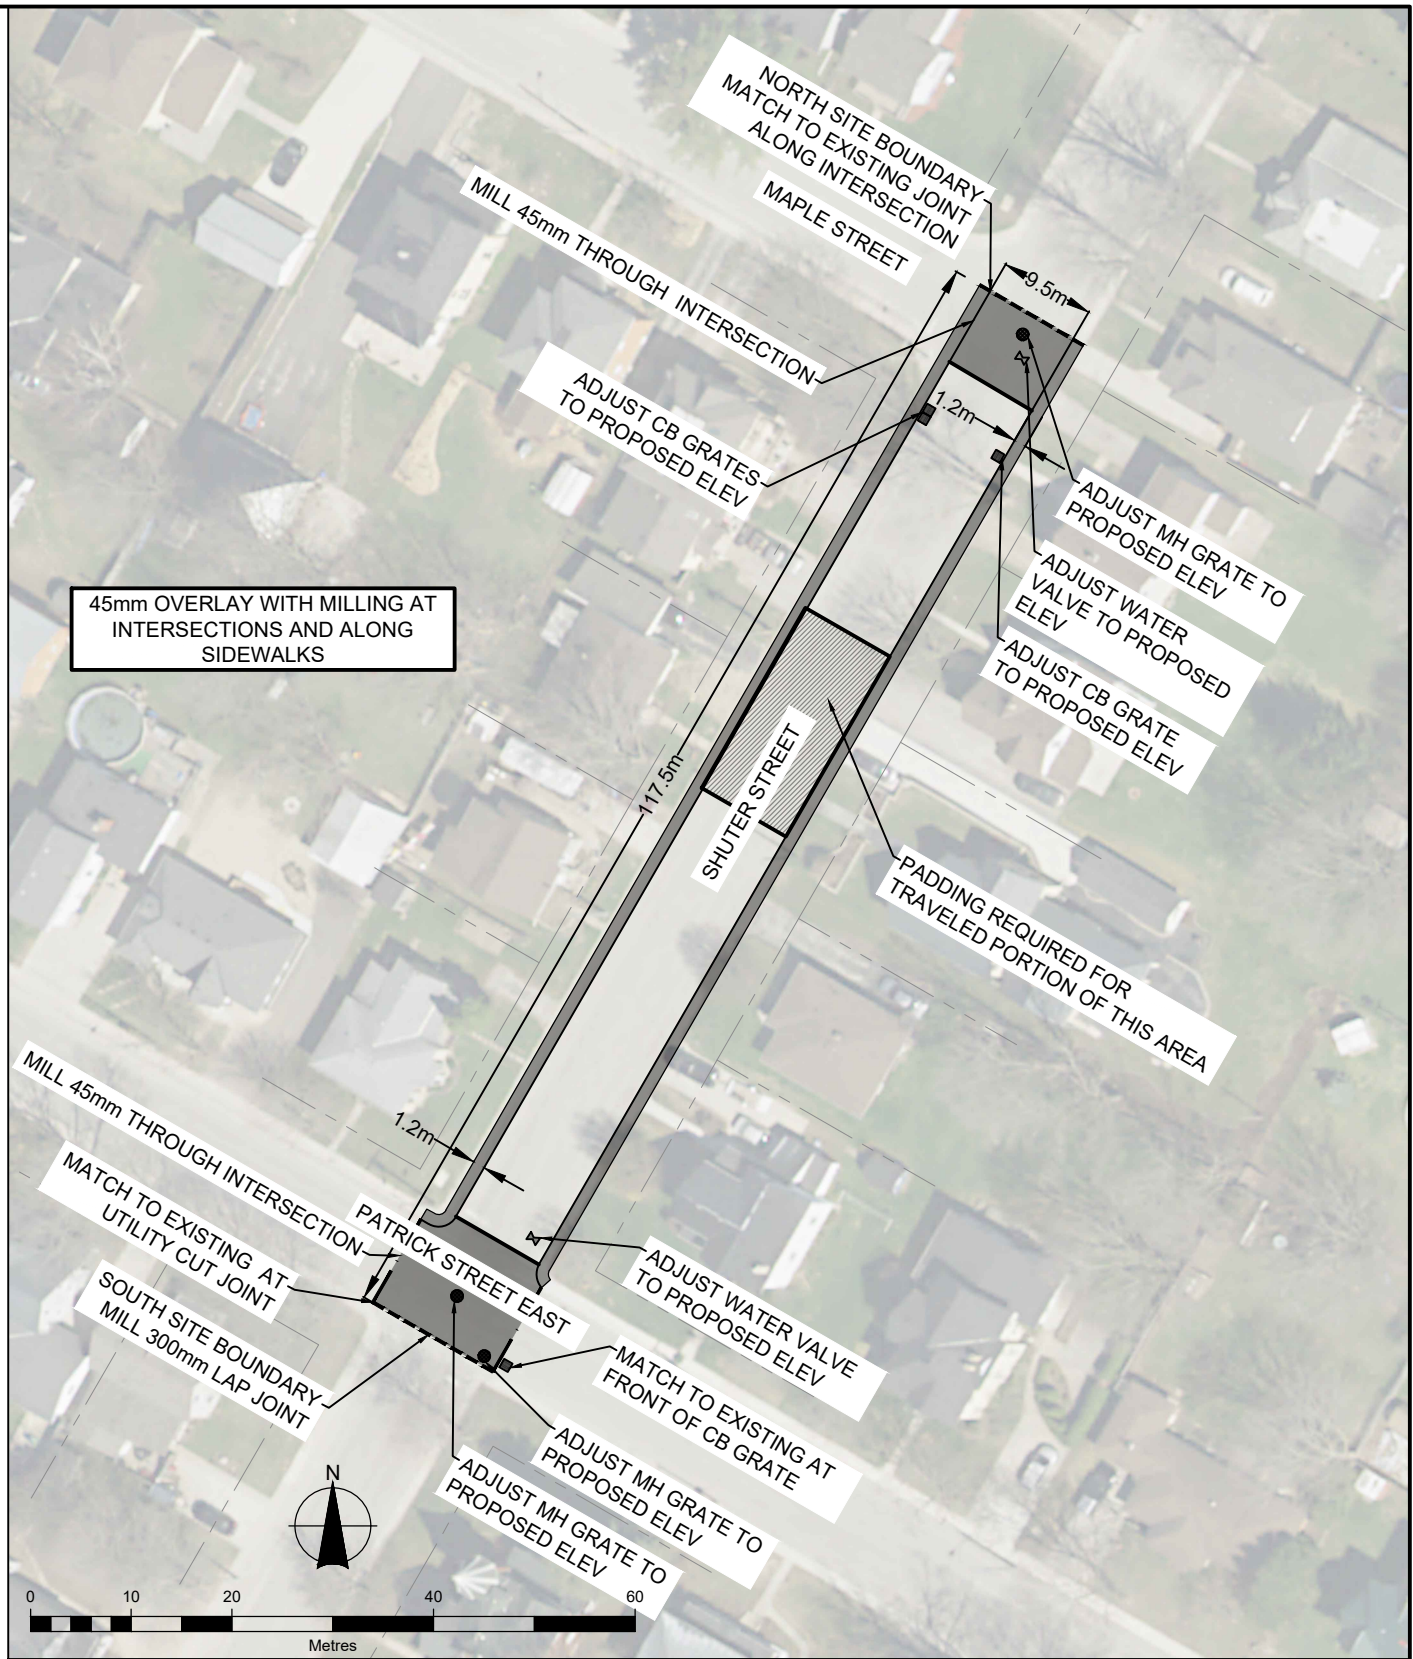 NORTH SITE BOUNDARY
MATCH TO EXISTING JOINT
ALONG INTERSECTION
MAPLE STREET
MILL 45mm THROUGH INTERSECTION
9.5m
ADJUST CB GRATES
TO PROPOSED ELEV
1.2m
ADJUST MH GRATE TO
PROPOSED ELEV
ADJUST WATER
VALVE TO PROPOSED
ELEV
ADJUST CB GRATE
TO PROPOSED ELEV
45mm OVERLAY WITH MILLING AT
INTERSECTIONS AND ALONG
SIDEWALKS
117.5m
SHUTER STREET
PADDING REQUIRED FOR
TRAVELED PORTION OF THIS AREA
MILL 45mm THROUGH INTERSECTION
1.2m
MATCH TO EXISTING AT
UTILITY CUT JOINT
PATRICK STREET EAST
SOUTH SITE BOUNDARY
MILL 300mm LAP JOINT
ADJUST WATER VALVE
TO PROPOSED ELEV
MATCH TO EXISTING AT
FRONT OF CB GRATE
ADJUST MH GRATE TO
PROPOSED ELEV
ADJUST MH GRATE TO
PROPOSED ELEV
N
0 10 20 40 60
Metres